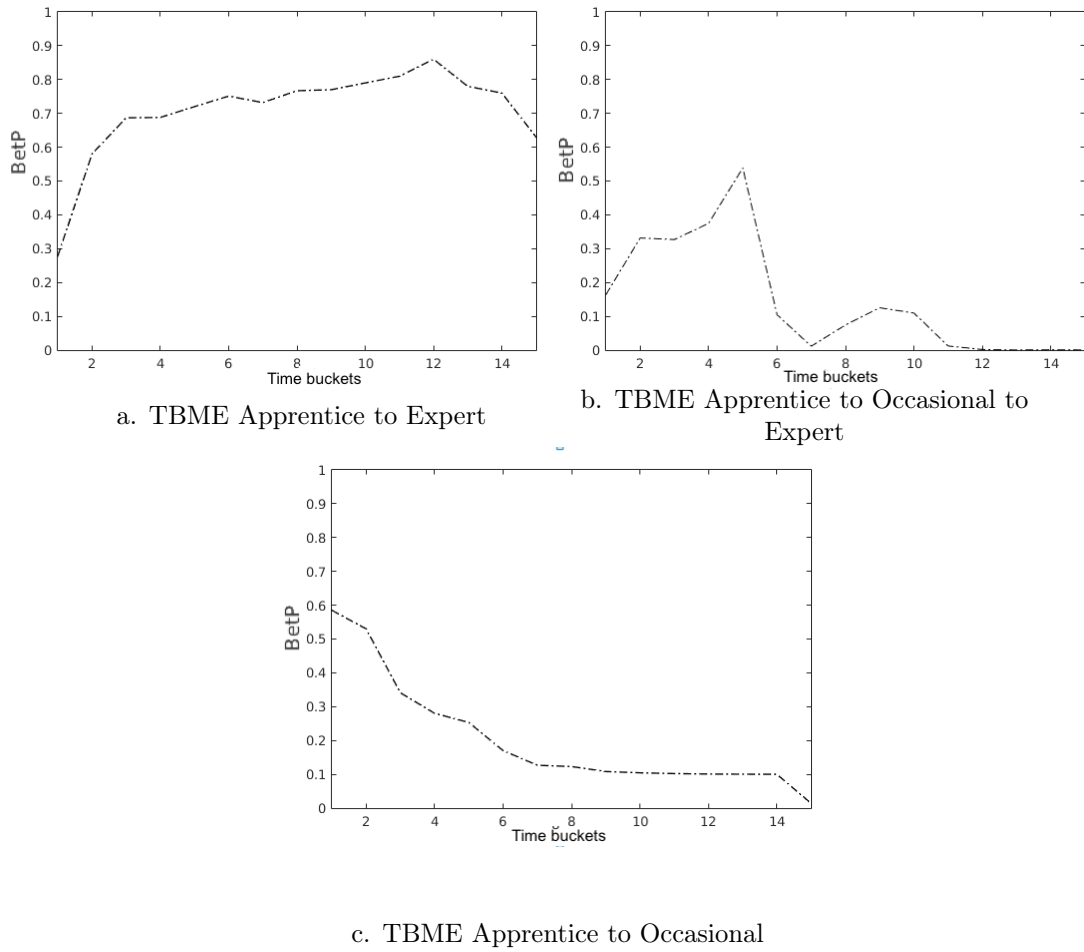 1
0.9
0.8
0.7
0.6
0.5
0.4
0.3
0.2
0.1
0
BetP
2 4 6 8 10 12 14
Time buckets
a. TBME Apprentice to Expert
1
0.9
0.8
0.7
0.6
0.5
0.4
0.3
0.2
0.1
0
BetP
2 4 6 8 10 12 14
Time buckets
b. TBME Apprentice to Occasional to
Expert
1
0.9
0.8
0.7
0.6
0.5
0.4
0.3
0.2
0.1
0
BetP
2 4 6 8 10 12 14
Time buckets
c. TBME Apprentice to Occasional